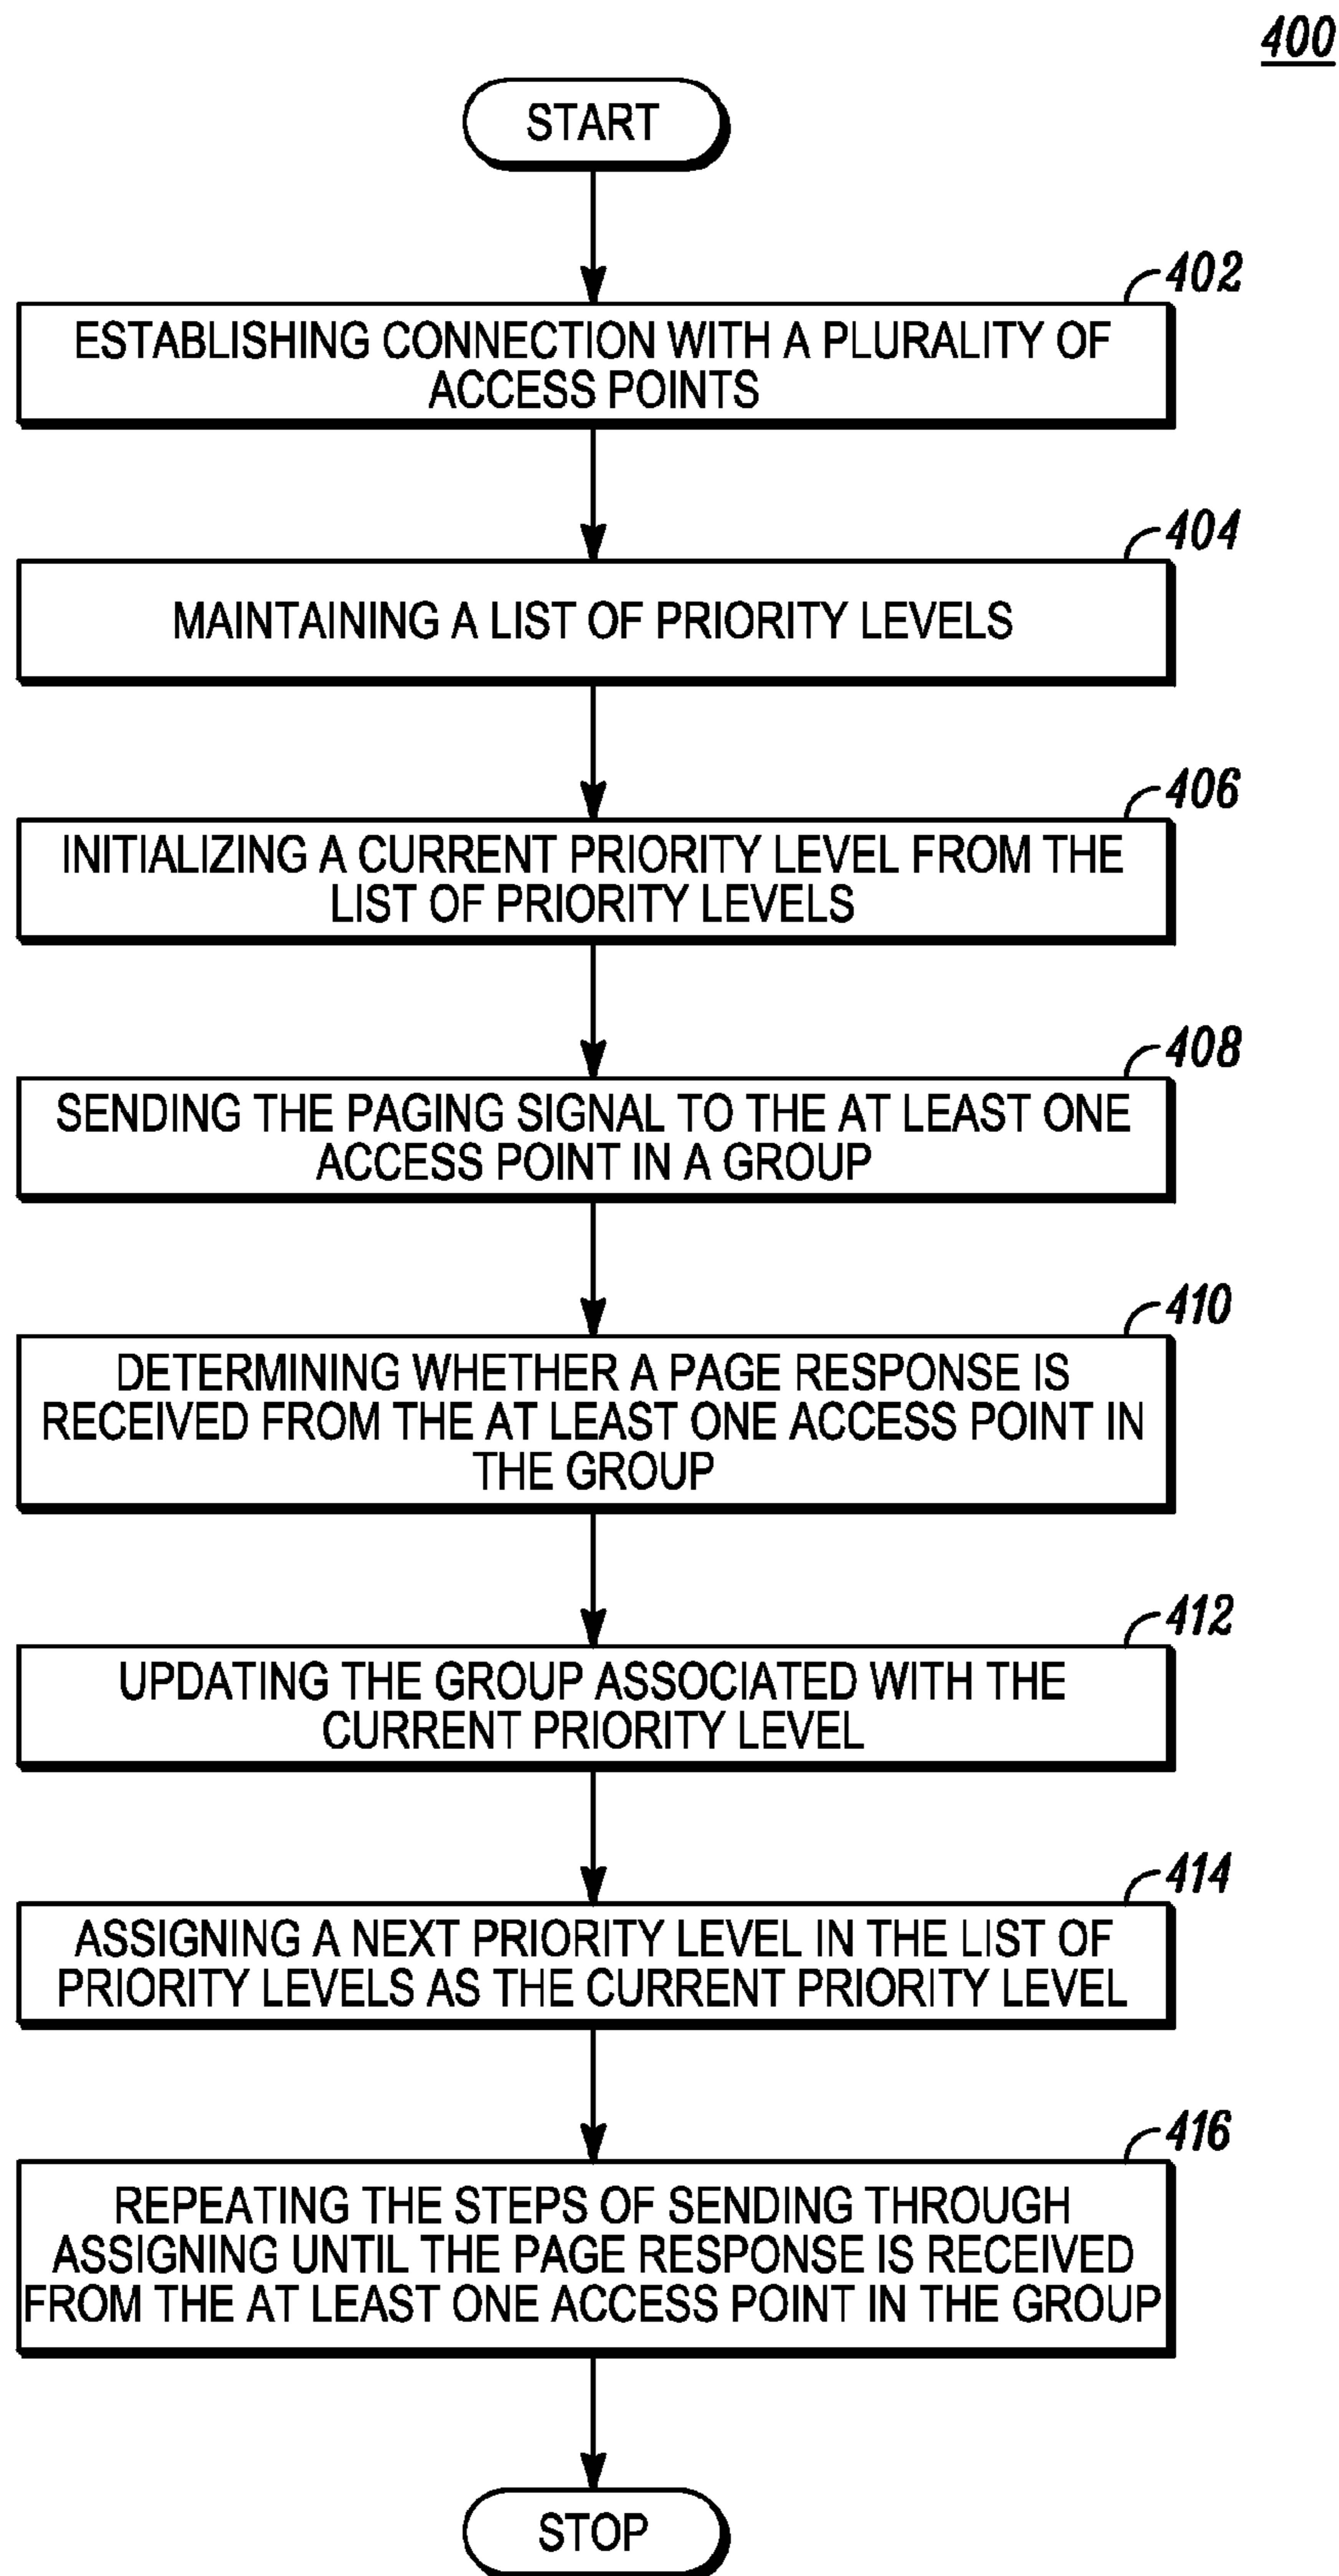 400
START
402
ESTABLISHING CONNECTION WITH A PLURALITY OF
ACCESS POINTS
404
MAINTAINING A LIST OF PRIORITY LEVELS
406
INITIALIZING A CURRENT PRIORITY LEVEL FROM THE
LIST OF PRIORITY LEVELS
408
SENDING THE PAGING SIGNAL TO THE AT LEAST ONE
ACCESS POINT IN A GROUP
410
DETERMINING WHETHER A PAGE RESPONSE IS
RECEIVED FROM THE AT LEAST ONE ACCESS POINT IN
THE GROUP
412
UPDATING THE GROUP ASSOCIATED WITH THE
CURRENT PRIORITY LEVEL
414
ASSIGNING A NEXT PRIORITY LEVEL IN THE LIST OF
PRIORITY LEVELS AS THE CURRENT PRIORITY LEVEL
416
REPEATING THE STEPS OF SENDING THROUGH
ASSIGNING UNTIL THE PAGE RESPONSE IS RECEIVED
FROM THE AT LEAST ONE ACCESS POINT IN THE GROUP
STOP